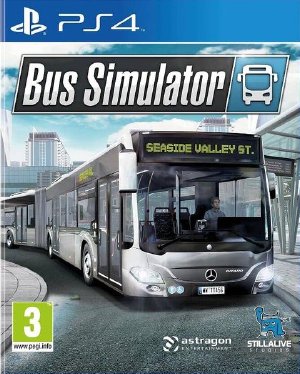 PS4
Bus Simulator
SEASIDE VALLEY ST.
3
www.pegi.info
astragon
ENTERTAINMENT
STILLALIVE
studios